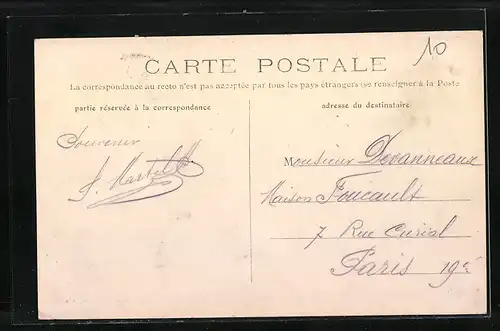 10
CARTE POSTALE
La correspondance au recto n'est pas acceptée par tous les pays étrangers (se renseigner à la Poste
partie réservée à la correspondance
adresse du destinataire
Souvenir
Monsieur Devanneaux
Maison Foucault
7 Rue Curial
Paris 19e